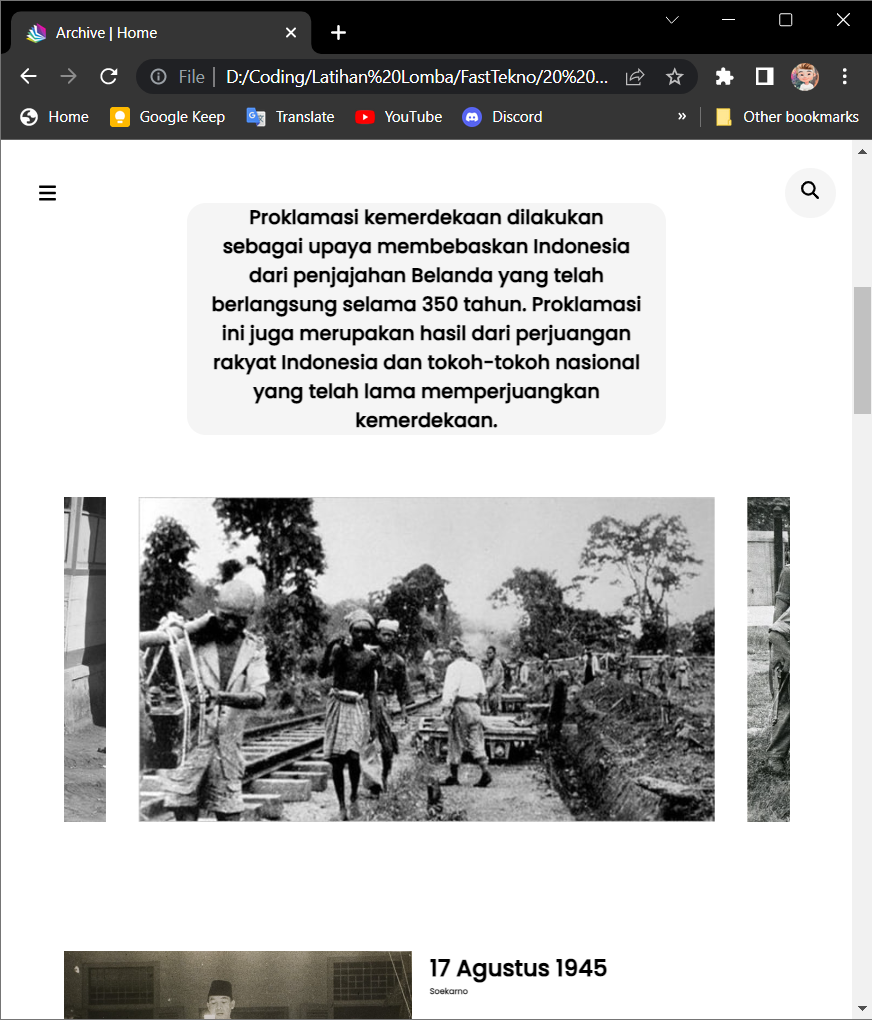 Archive | Home
File
D:/Coding/Latihan%20Lomba/FastTekno/20%20...
Home
Google Keep
Translate
YouTube
Discord
»
Other bookmarks
Proklamasi kemerdekaan dilakukan
sebagai upaya membebaskan Indonesia
dari penjajahan Belanda yang telah
berlangsung selama 350 tahun. Proklamasi
ini juga merupakan hasil dari perjuangan
rakyat Indonesia dan tokoh-tokoh nasional
yang telah lama memperjuangkan
kemerdekaan.
17 Agustus 1945
Soekarno